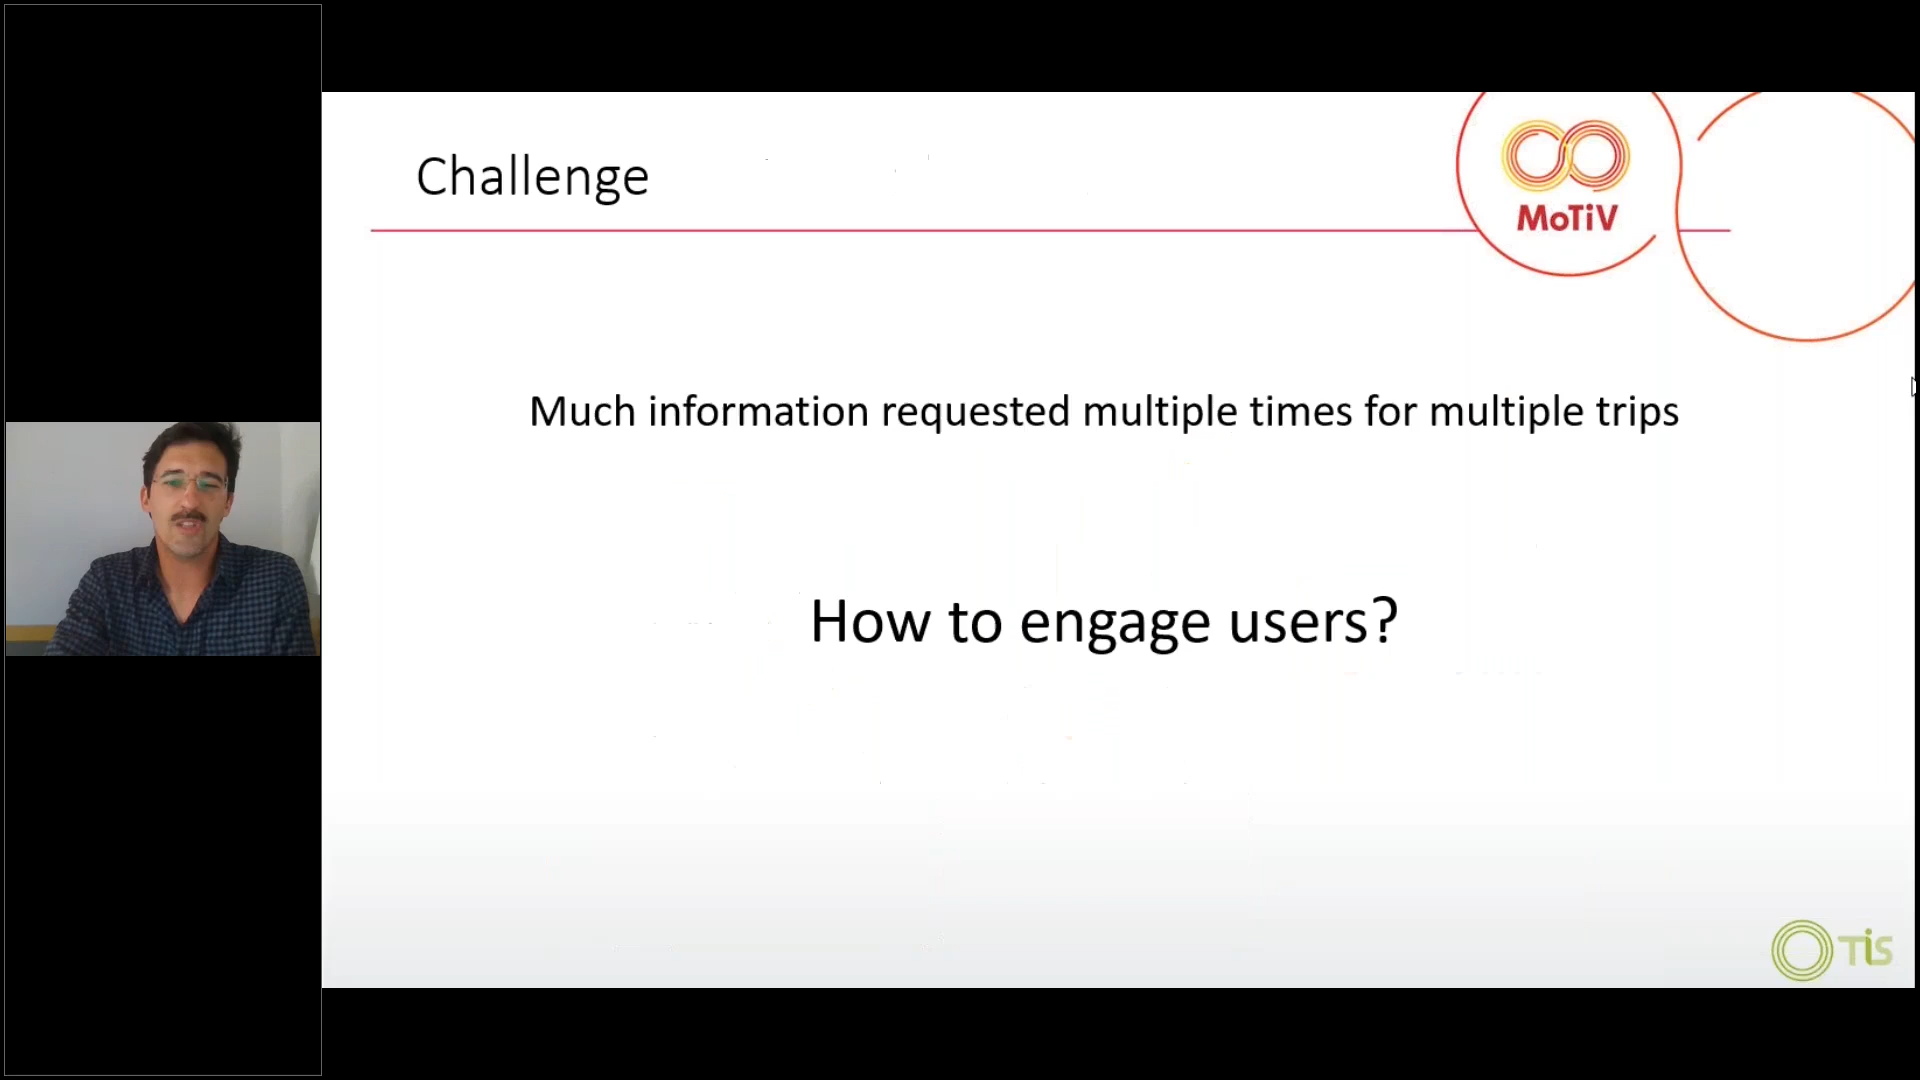 Challenge
MoTiV
Much information requested multiple times for multiple trips
How to engage users?
TiS